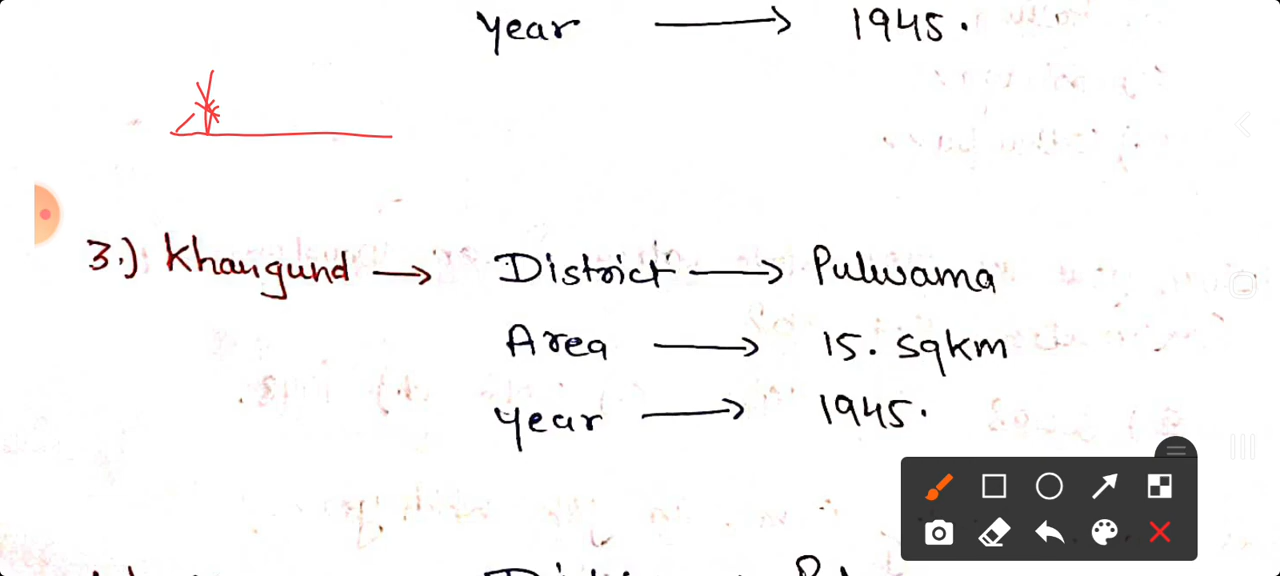 Year → 1945.
3.) Khangund → District → Pulwama
Area → 15. Sqkm
Year → 1945.